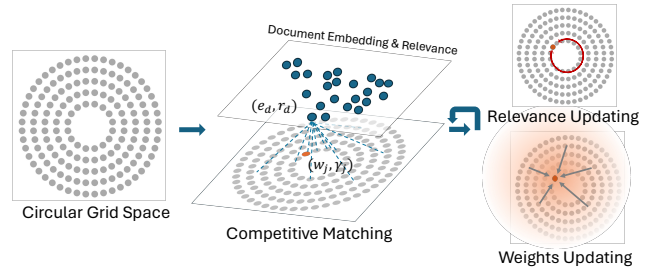 Document Embedding & Relevance
(e_d, r_d)
(w_j, γ_j)
Circular Grid Space
Competitive Matching
Relevance Updating
Weights Updating